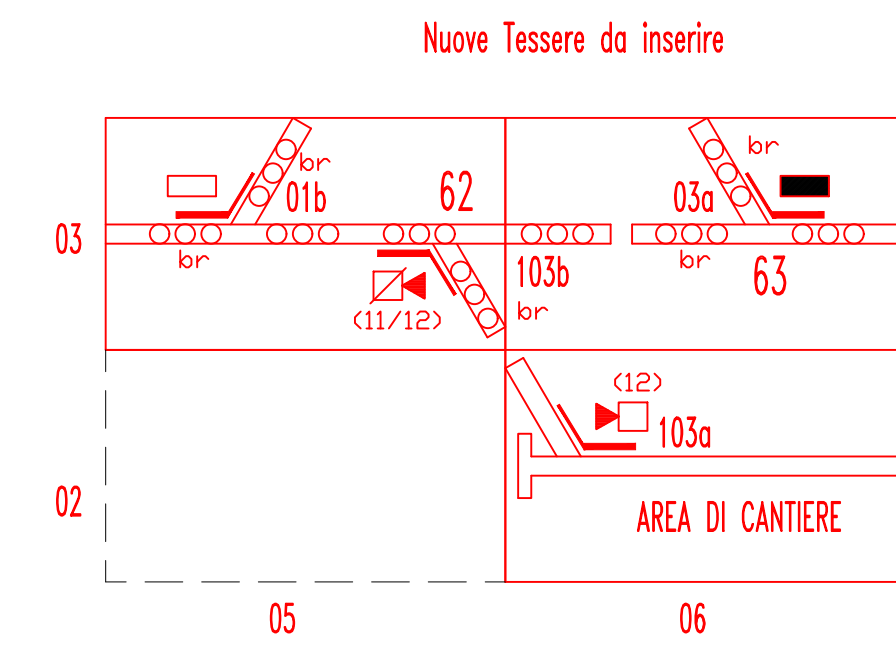 Nuove Tessere da inserire
br
br
01b
62
03a
03
br
br
103b
63
br
(11/12)
(12)
103a
02
AREA DI CANTIERE
05
06